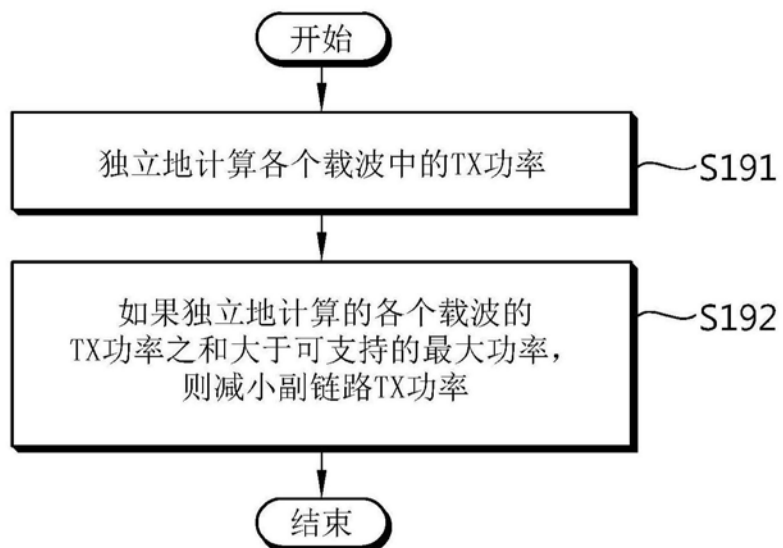 开始
独立地计算各个载波中的TX功率
S191
如果独立地计算的各个载波的
TX功率之和大于可支持的最大功率，
则减小副链路TX功率
S192
结束